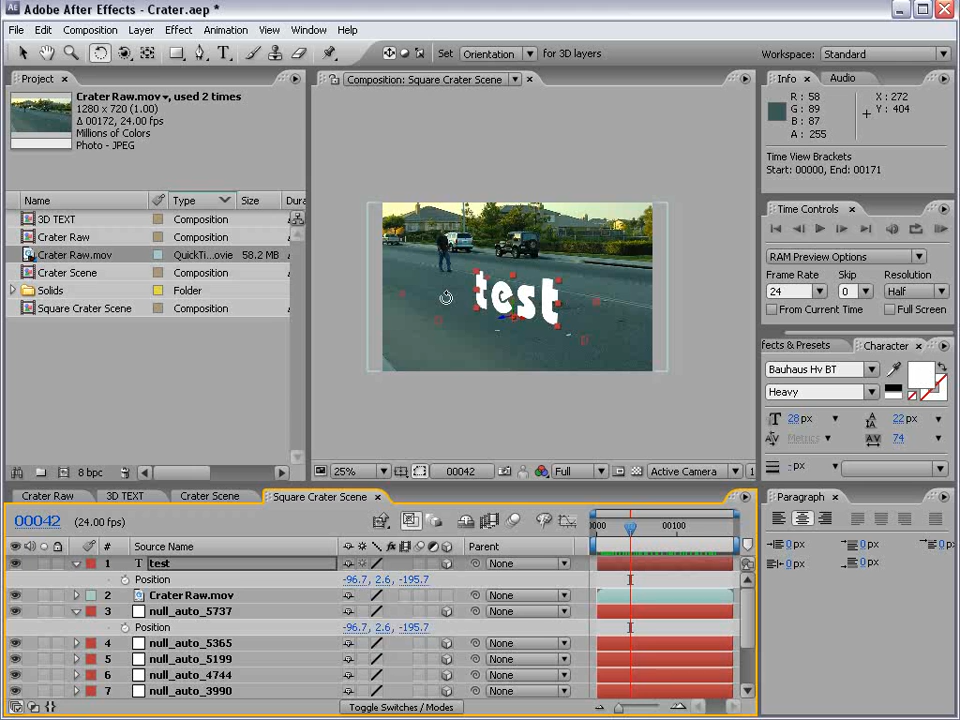 Adobe After Effects - Crater.aep *
File Edit Composition Layer Effect Animation View Window Help
Set Orientation for 3D layers Workspace: Standard
Project
Crater Raw.mov, used 2 times
1280 x 720 (1.00)
Δ 00172, 24.00 fps
Millions of Colors
Photo - JPEG
Name Type Size Dura
3D TEXT Composition
Crater Raw Composition
Crater Raw.mov QuickTi...ovie 58.2 MB
Crater Scene Composition
Solids Folder
Square Crater Scene Composition
8 bpc
Composition: Square Crater Scene
test
25% 00042 Full Active Camera 1
Info Audio
R : 58 X : 272
G : 89 Y : 404
B : 87
A : 255
Time View Brackets
Start: 00000, End: 00171
Time Controls
RAM Preview Options
Frame Rate Skip Resolution
24 0 Half
From Current Time Full Screen
ffects & Presets Character
Bauhaus Hv BT
Heavy
28 px 22 px
Metrics 74
- px
Paragraph
0 px 0 px 0 px
0 px 0 px
Crater Raw 3D TEXT Crater Scene Square Crater Scene
00042 (24.00 fps) 0000 00100
# Source Name Parent
1 T test None
Position -96.7, 2.6, -195.7
2 Crater Raw.mov None
3 null_auto_5737 None
Position -96.7, 2.6, -195.7
4 null_auto_5365 None
5 null_auto_5199 None
6 null_auto_4744 None
7 null_auto_3990 None
Toggle Switches / Modes